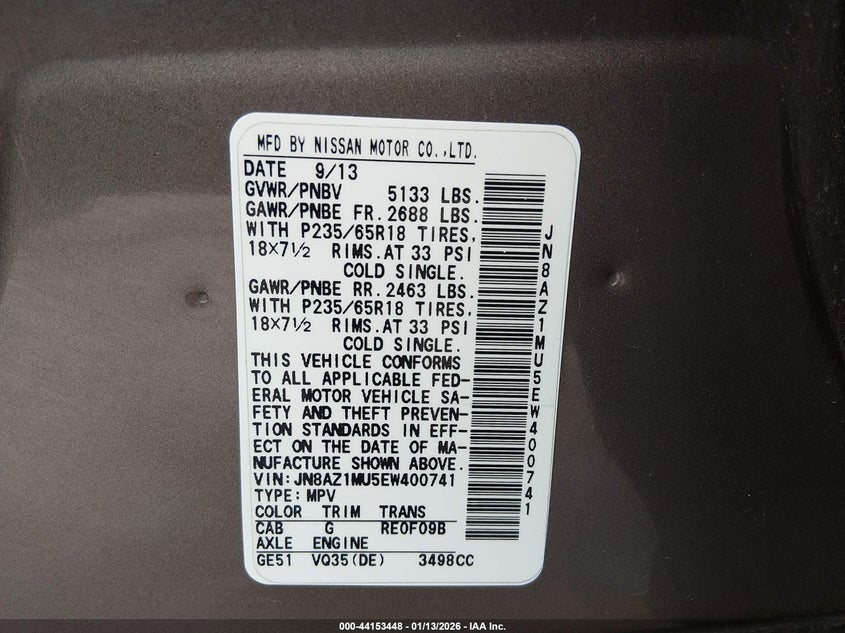 MFD BY NISSAN MOTOR CO.,LTD.
DATE 9/13
GVWR/PNBV 5133 LBS.
GAWR/PNBE FR.2688 LBS.
WITH P235/65R18 TIRES,
18×7½ RIMS.AT 33 PSI
COLD SINGLE.
GAWR/PNBE RR.2463 LBS.
WITH P235/65R18 TIRES,
18×7½ RIMS.AT 33 PSI
COLD SINGLE.
THIS VEHICLE CONFORMS
TO ALL APPLICABLE FED-
ERAL MOTOR VEHICLE SA-
FETY AND THEFT PREVEN-
TION STANDARDS IN EFF-
ECT ON THE DATE OF MA-
NUFACTURE SHOWN ABOVE.
VIN:JN8AZ1MU5EW400741
TYPE:MPV
COLOR TRIM TRANS
CAB G RE0F09B
AXLE ENGINE
GE51 VQ35(DE) 3498CC
JN8AZ1MU5EW400741
000-44153448 - 01/13/2026 - IAA Inc.